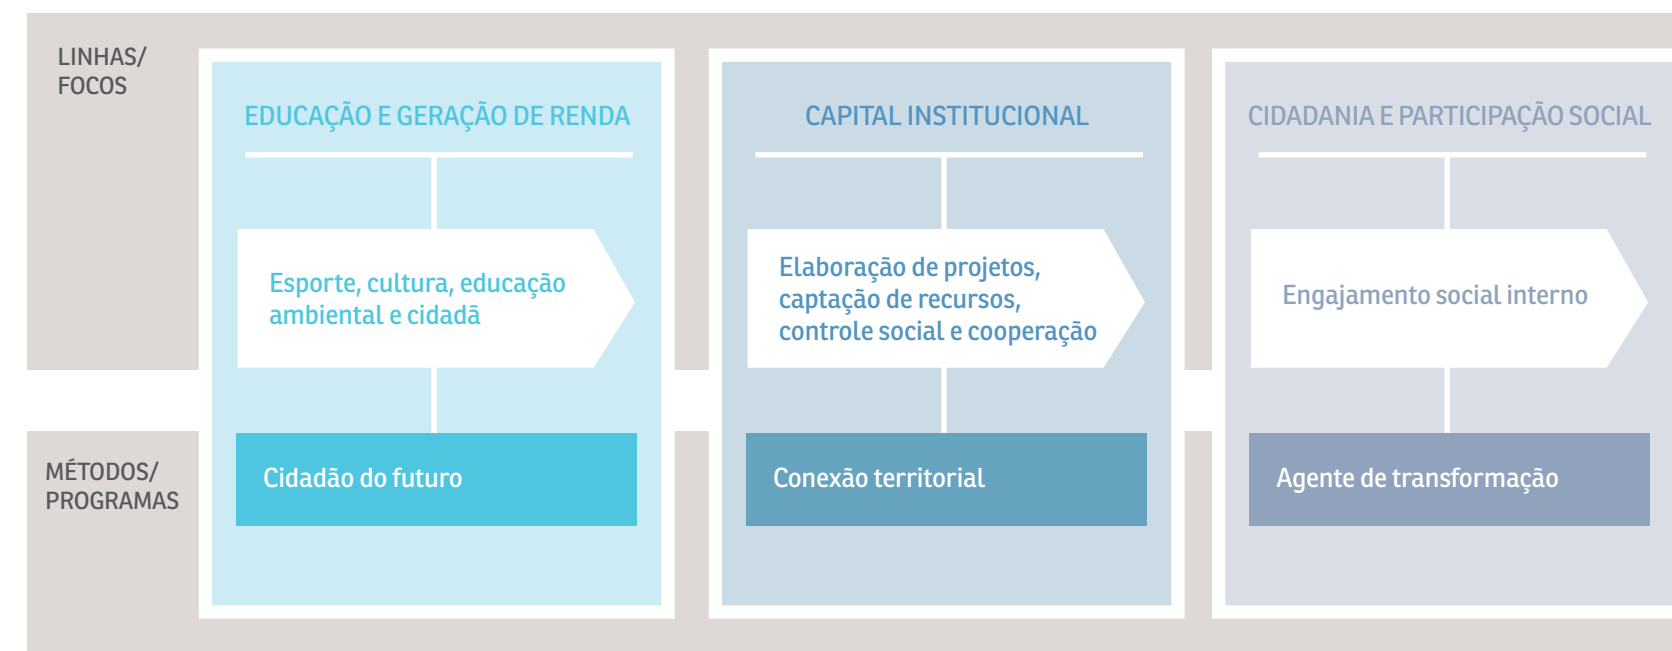 LINHAS/
FOCOS
EDUCAÇÃO E GERAÇÃO DE RENDA
Esporte, cultura, educação
ambiental e cidadã
CAPITAL INSTITUCIONAL
Elaboração de projetos,
captação de recursos,
controle social e cooperação
CIDADANIA E PARTICIPAÇÃO SOCIAL
Engajamento social interno
MÉTODOS/
PROGRAMAS
Cidadão do futuro
Conexão territorial
Agente de transformação